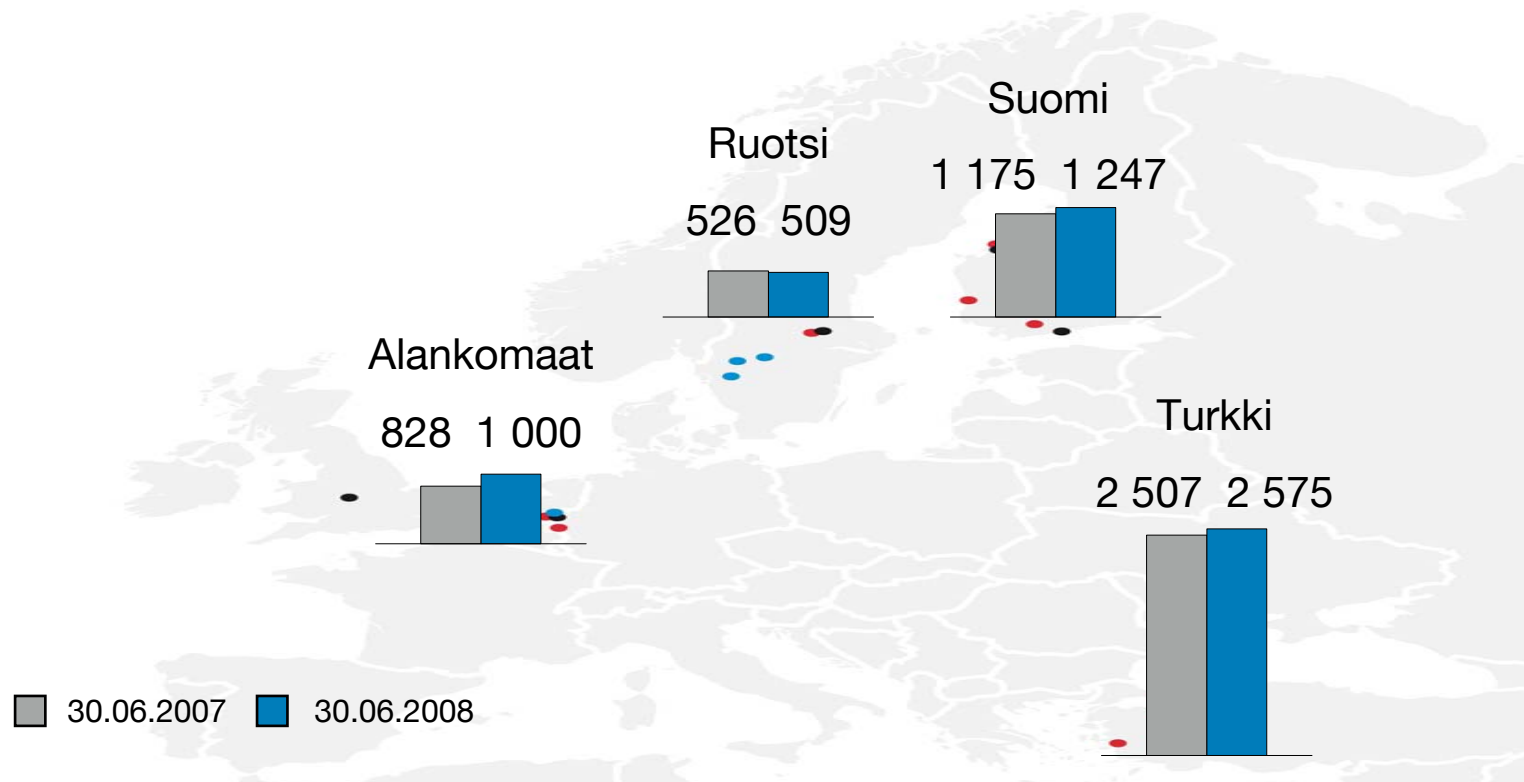 Suomi
1 175 1 247
Ruotsi
526 509
Alankomaat
828 1 000
Turkki
2 507 2 575
30.06.2007 30.06.2008